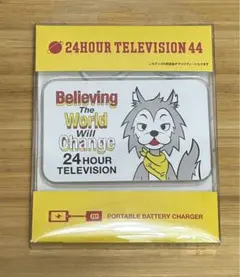 24HOUR TELEVISION 44
Believing
The
World
Will
Change
24 HOUR
TELEVISION
PORTABLE BATTERY CHARGER